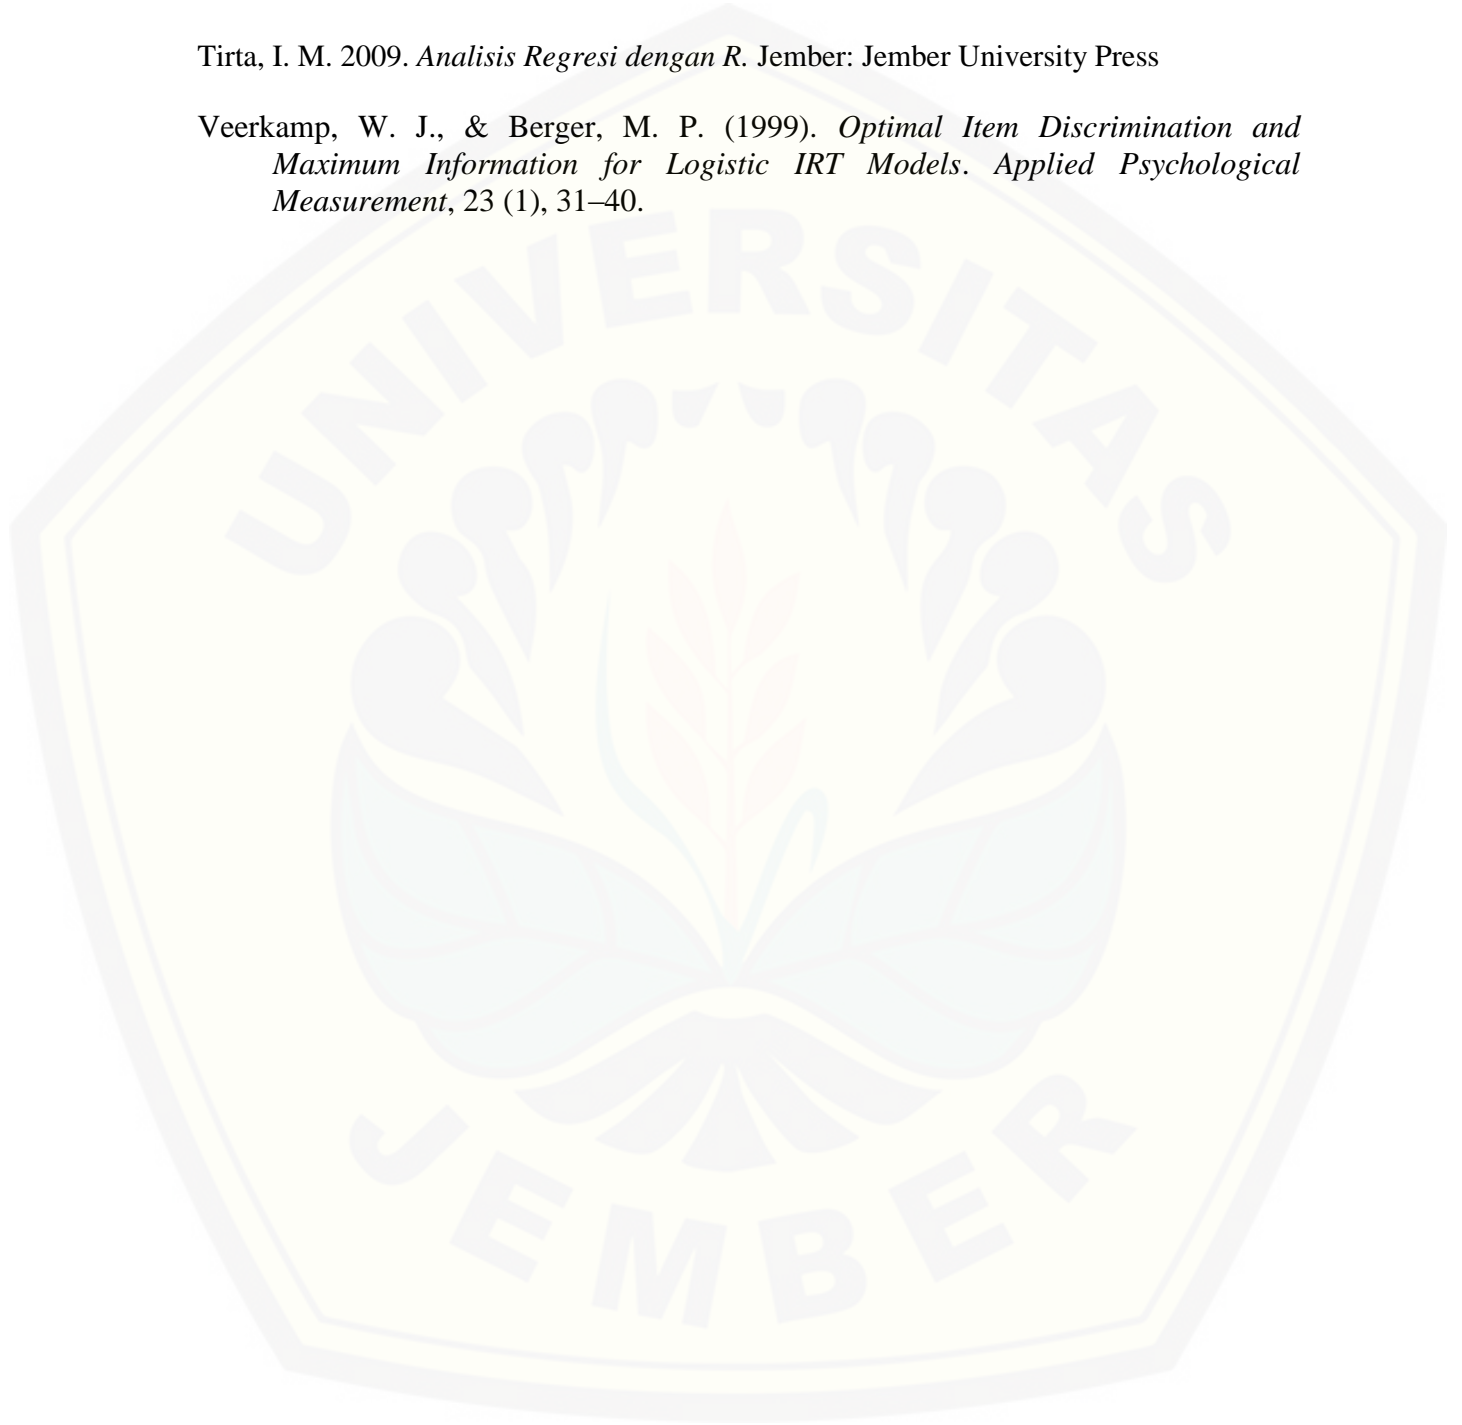 Tirta, I. M. 2009. Analisis Regresi dengan R. Jember: Jember University Press
Veerkamp, W. J., & Berger, M. P. (1999). Optimal Item Discrimination and
Maximum Information for Logistic IRT Models. Applied Psychological
Measurement, 23 (1), 31–40.
UNIVERSITAS
JEMBER